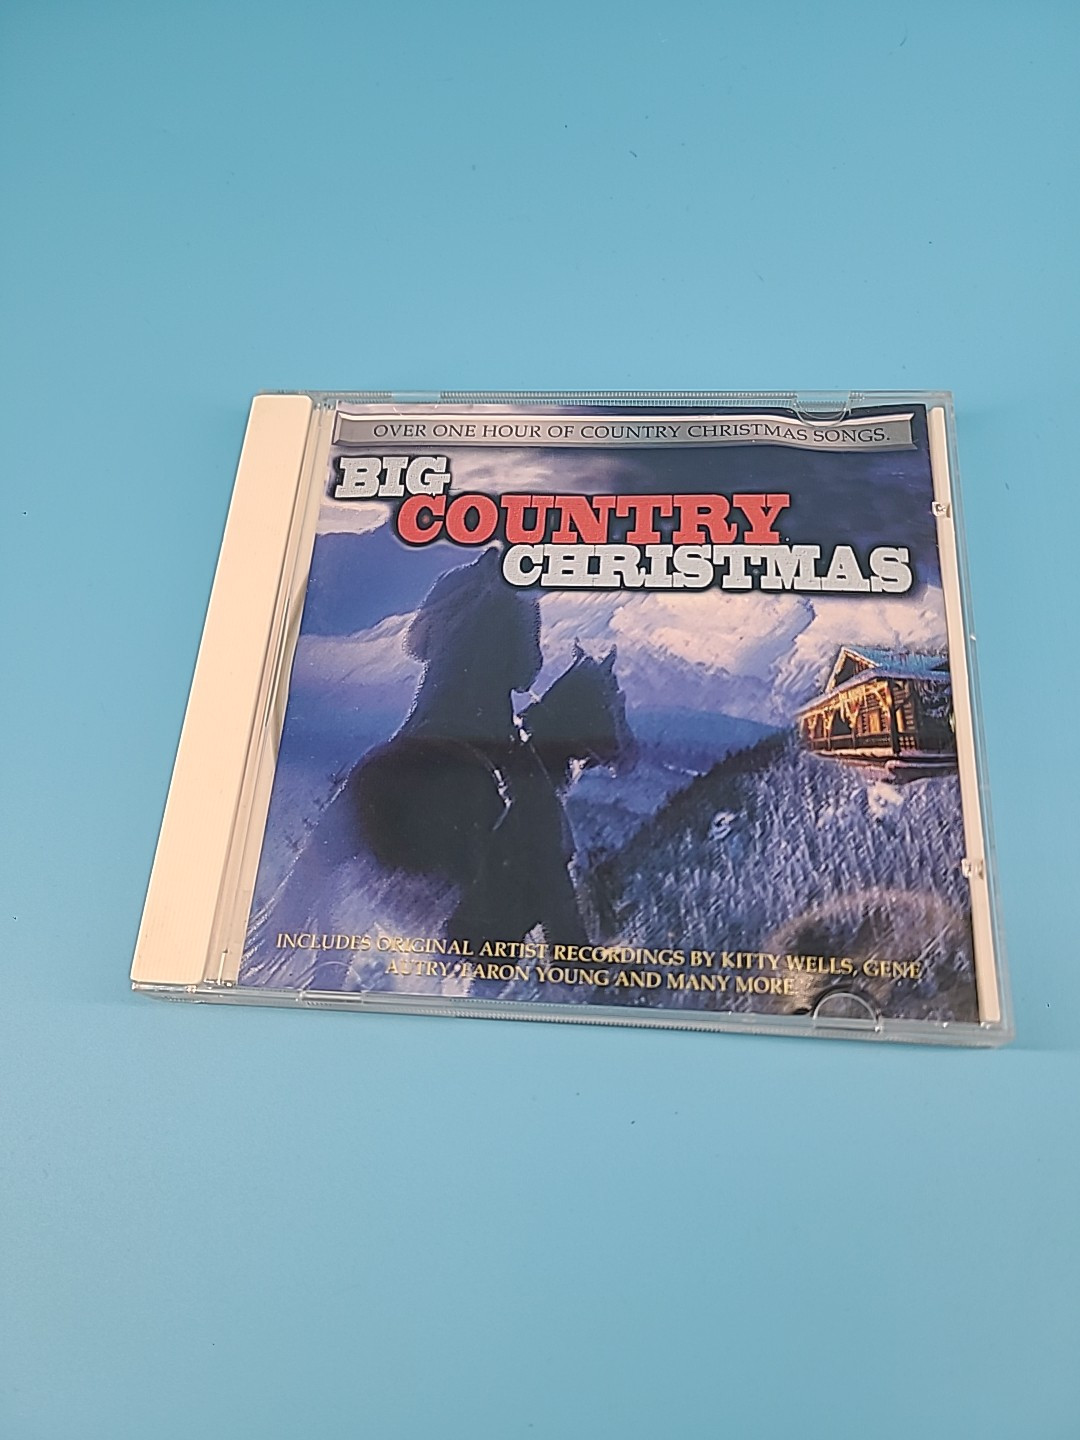 OVER ONE HOUR OF COUNTRY CHRISTMAS SONGS.
BIG
COUNTRY
CHRISTMAS
INCLUDES ORIGINAL ARTIST RECORDINGS BY KITTY WELLS, GENE
AUTRY, FARON YOUNG AND MANY MORE.